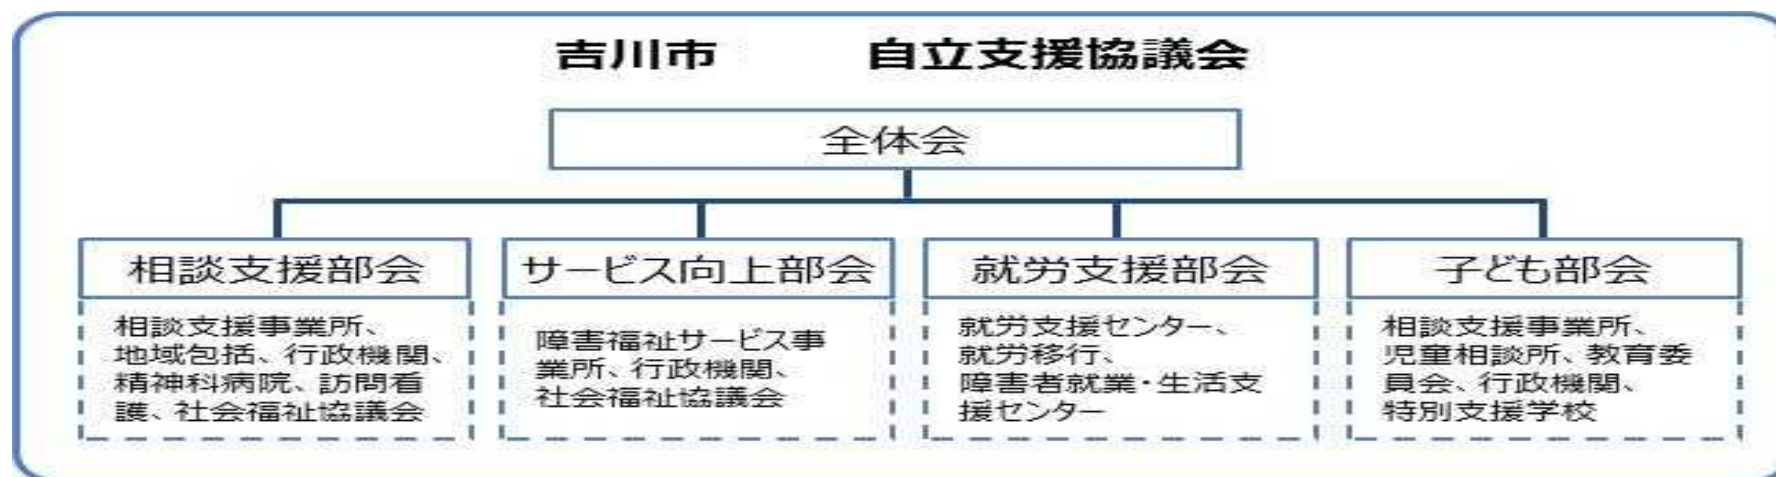 吉川市　自立支援協議会
全体会
相談支援部会
相談支援事業所、
地域包括、行政機関、
精神科病院、訪問看
護、社会福祉協議会
サービス向上部会
障害福祉サービス事
業所、行政機関、
社会福祉協議会
就労支援部会
就労支援センター、
就労移行、
障害者就業・生活支
援センター
子ども部会
相談支援事業所、
児童相談所、教育委
員会、行政機関、
特別支援学校